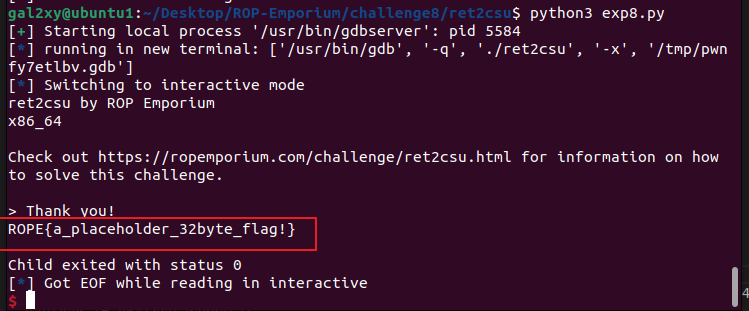 gal2xy@ubuntu1:~/Desktop/ROP-Emporium/challenge8/ret2csu$ python3 exp8.py
[+] Starting local process '/usr/bin/gdbserver': pid 5584
[*] running in new terminal: ['/usr/bin/gdb', '-q', './ret2csu', '-x', '/tmp/pwn
fy7etlbv.gdb']
[*] Switching to interactive mode
ret2csu by ROP Emporium
x86_64
Check out https://ropemporium.com/challenge/ret2csu.html for information on how
to solve this challenge.
> Thank you!
ROPE{a_placeholder_32byte_flag!}
Child exited with status 0
[*] Got EOF while reading in interactive
$
4